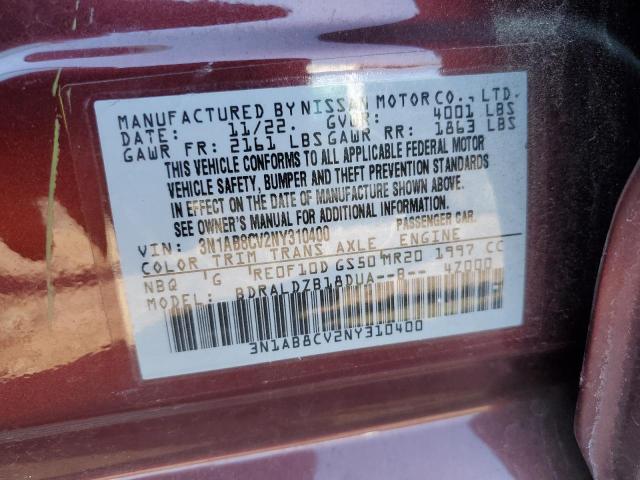 MANUFACTURED BY NISSAN MOTOR CO., LTD.
DATE: 11/22. GVWR: 4001 LBS
GAWR FR: 2161 LBS GAWR RR: 1863 LBS
THIS VEHICLE CONFORMS TO ALL APPLICABLE FEDERAL MOTOR
VEHICLE SAFETY, BUMPER AND THEFT PREVENTION STANDARDS
IN EFFECT ON THE DATE OF MANUFACTURE SHOWN ABOVE.
SEE OWNER'S MANUAL FOR ADDITIONAL INFORMATION.
VIN: 3N1AB8CV2NY310400 PASSENGER CAR.
COLOR TRIM TRANS AXLE ENGINE
NBQ G RE0F10D GS50 MR20 1997 CC
MODEL: BDRALDZB18DUA--B-- 4Z000
3N1AB8CV2NY310400